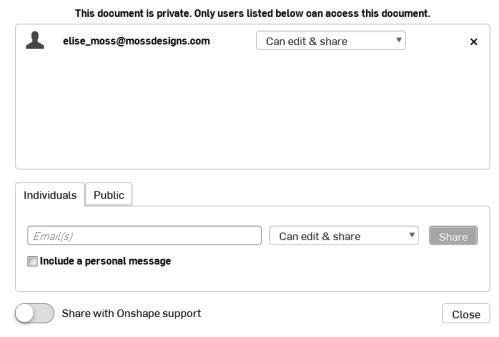 This document is private. Only users listed below can access this document.
elise_moss@mossdesigns.com Can edit & share
Individuals Public
Email(s) Can edit & share Share
Include a personal message
Share with Onshape support Close